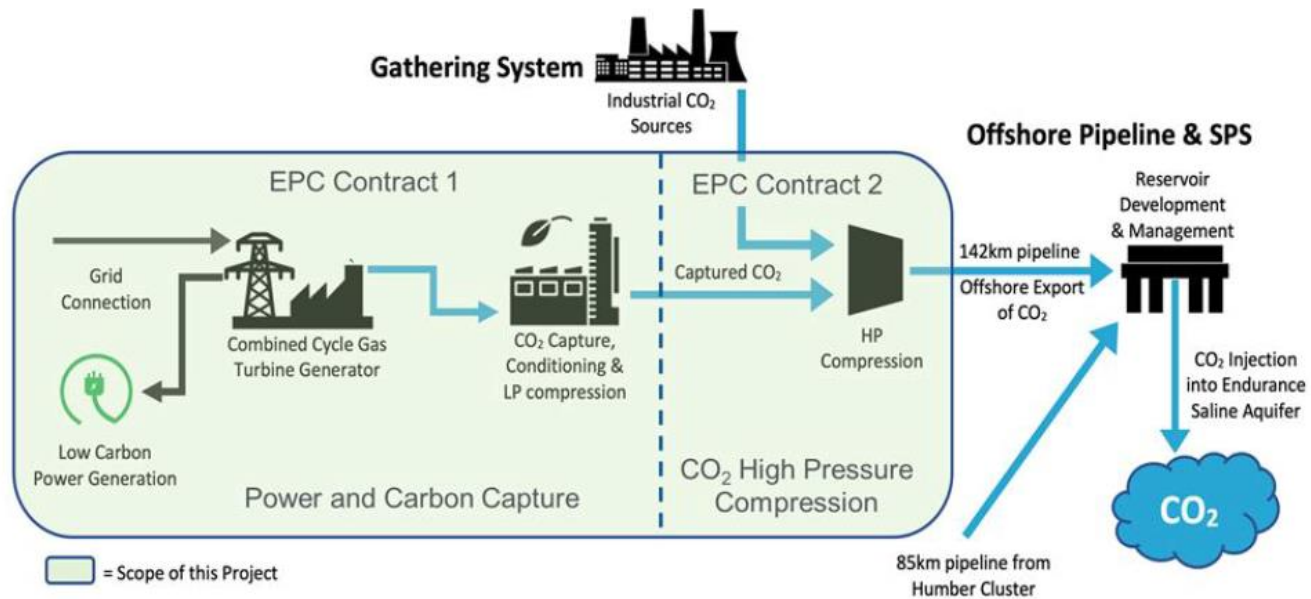 Gathering System
Industrial CO₂
Sources
Offshore Pipeline & SPS
EPC Contract 1
EPC Contract 2
Reservoir
Development
& Management
Grid
Connection
Captured CO₂
142km pipeline
Offshore Export
of CO₂
Combined Cycle Gas
Turbine Generator
CO₂ Capture,
Conditioning &
LP compression
HP
Compression
CO₂ Injection
into Endurance
Saline Aquifer
Low Carbon
Power Generation
Power and Carbon Capture
CO₂ High Pressure
Compression
CO₂
85km pipeline from
Humber Cluster
= Scope of this Project